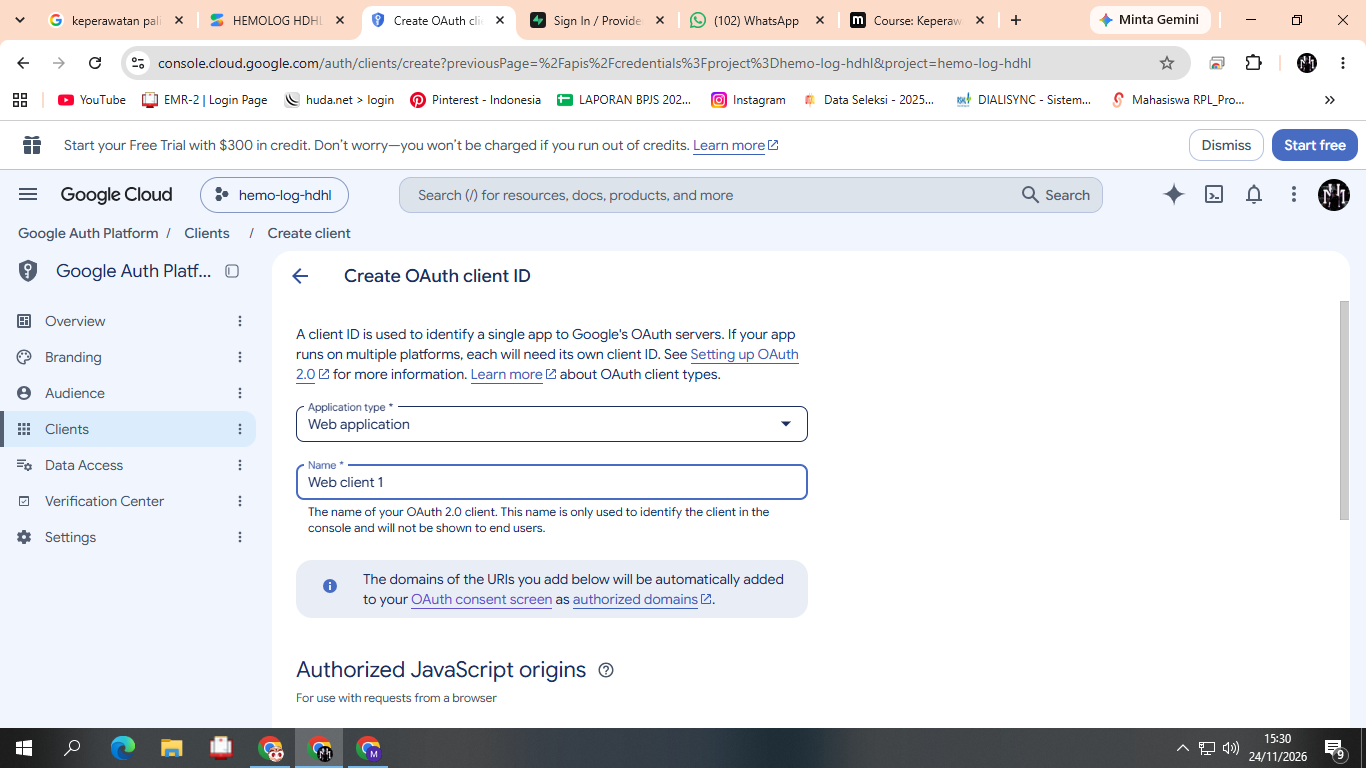 keperawatan pali
HEMOLOG HDHL
Create OAuth clie
Sign In / Provide
(102) WhatsApp
Course: Keperaw
Minta Gemini
console.cloud.google.com/auth/clients/create?previousPage=%2Fapis%2Fcredentials%3Fproject%3Dhemo-log-hdhl&project=hemo-log-hdhl
YouTube
EMR-2 | Login Page
huda.net > login
Pinterest - Indonesia
LAPORAN BPJS 202...
Instagram
Data Seleksi - 2025...
DIALISYNC - Sistem...
Mahasiswa RPL_Pro...
Start your Free Trial with $300 in credit. Don't worry—you won't be charged if you run out of credits. Learn more
Dismiss
Start free
Google Cloud
hemo-log-hdhl
Search (/) for resources, docs, products, and more
Search
Google Auth Platform / Clients / Create client
Google Auth Platf...
Overview
Branding
Audience
Clients
Data Access
Verification Center
Settings
Create OAuth client ID
A client ID is used to identify a single app to Google's OAuth servers. If your app
runs on multiple platforms, each will need its own client ID. See Setting up OAuth
2.0 for more information. Learn more about OAuth client types.
Application type *
Web application
Name *
Web client 1
The name of your OAuth 2.0 client. This name is only used to identify the client in the
console and will not be shown to end users.
The domains of the URIs you add below will be automatically added
to your OAuth consent screen as authorized domains.
Authorized JavaScript origins
For use with requests from a browser
M
15:30
24/11/2026
9